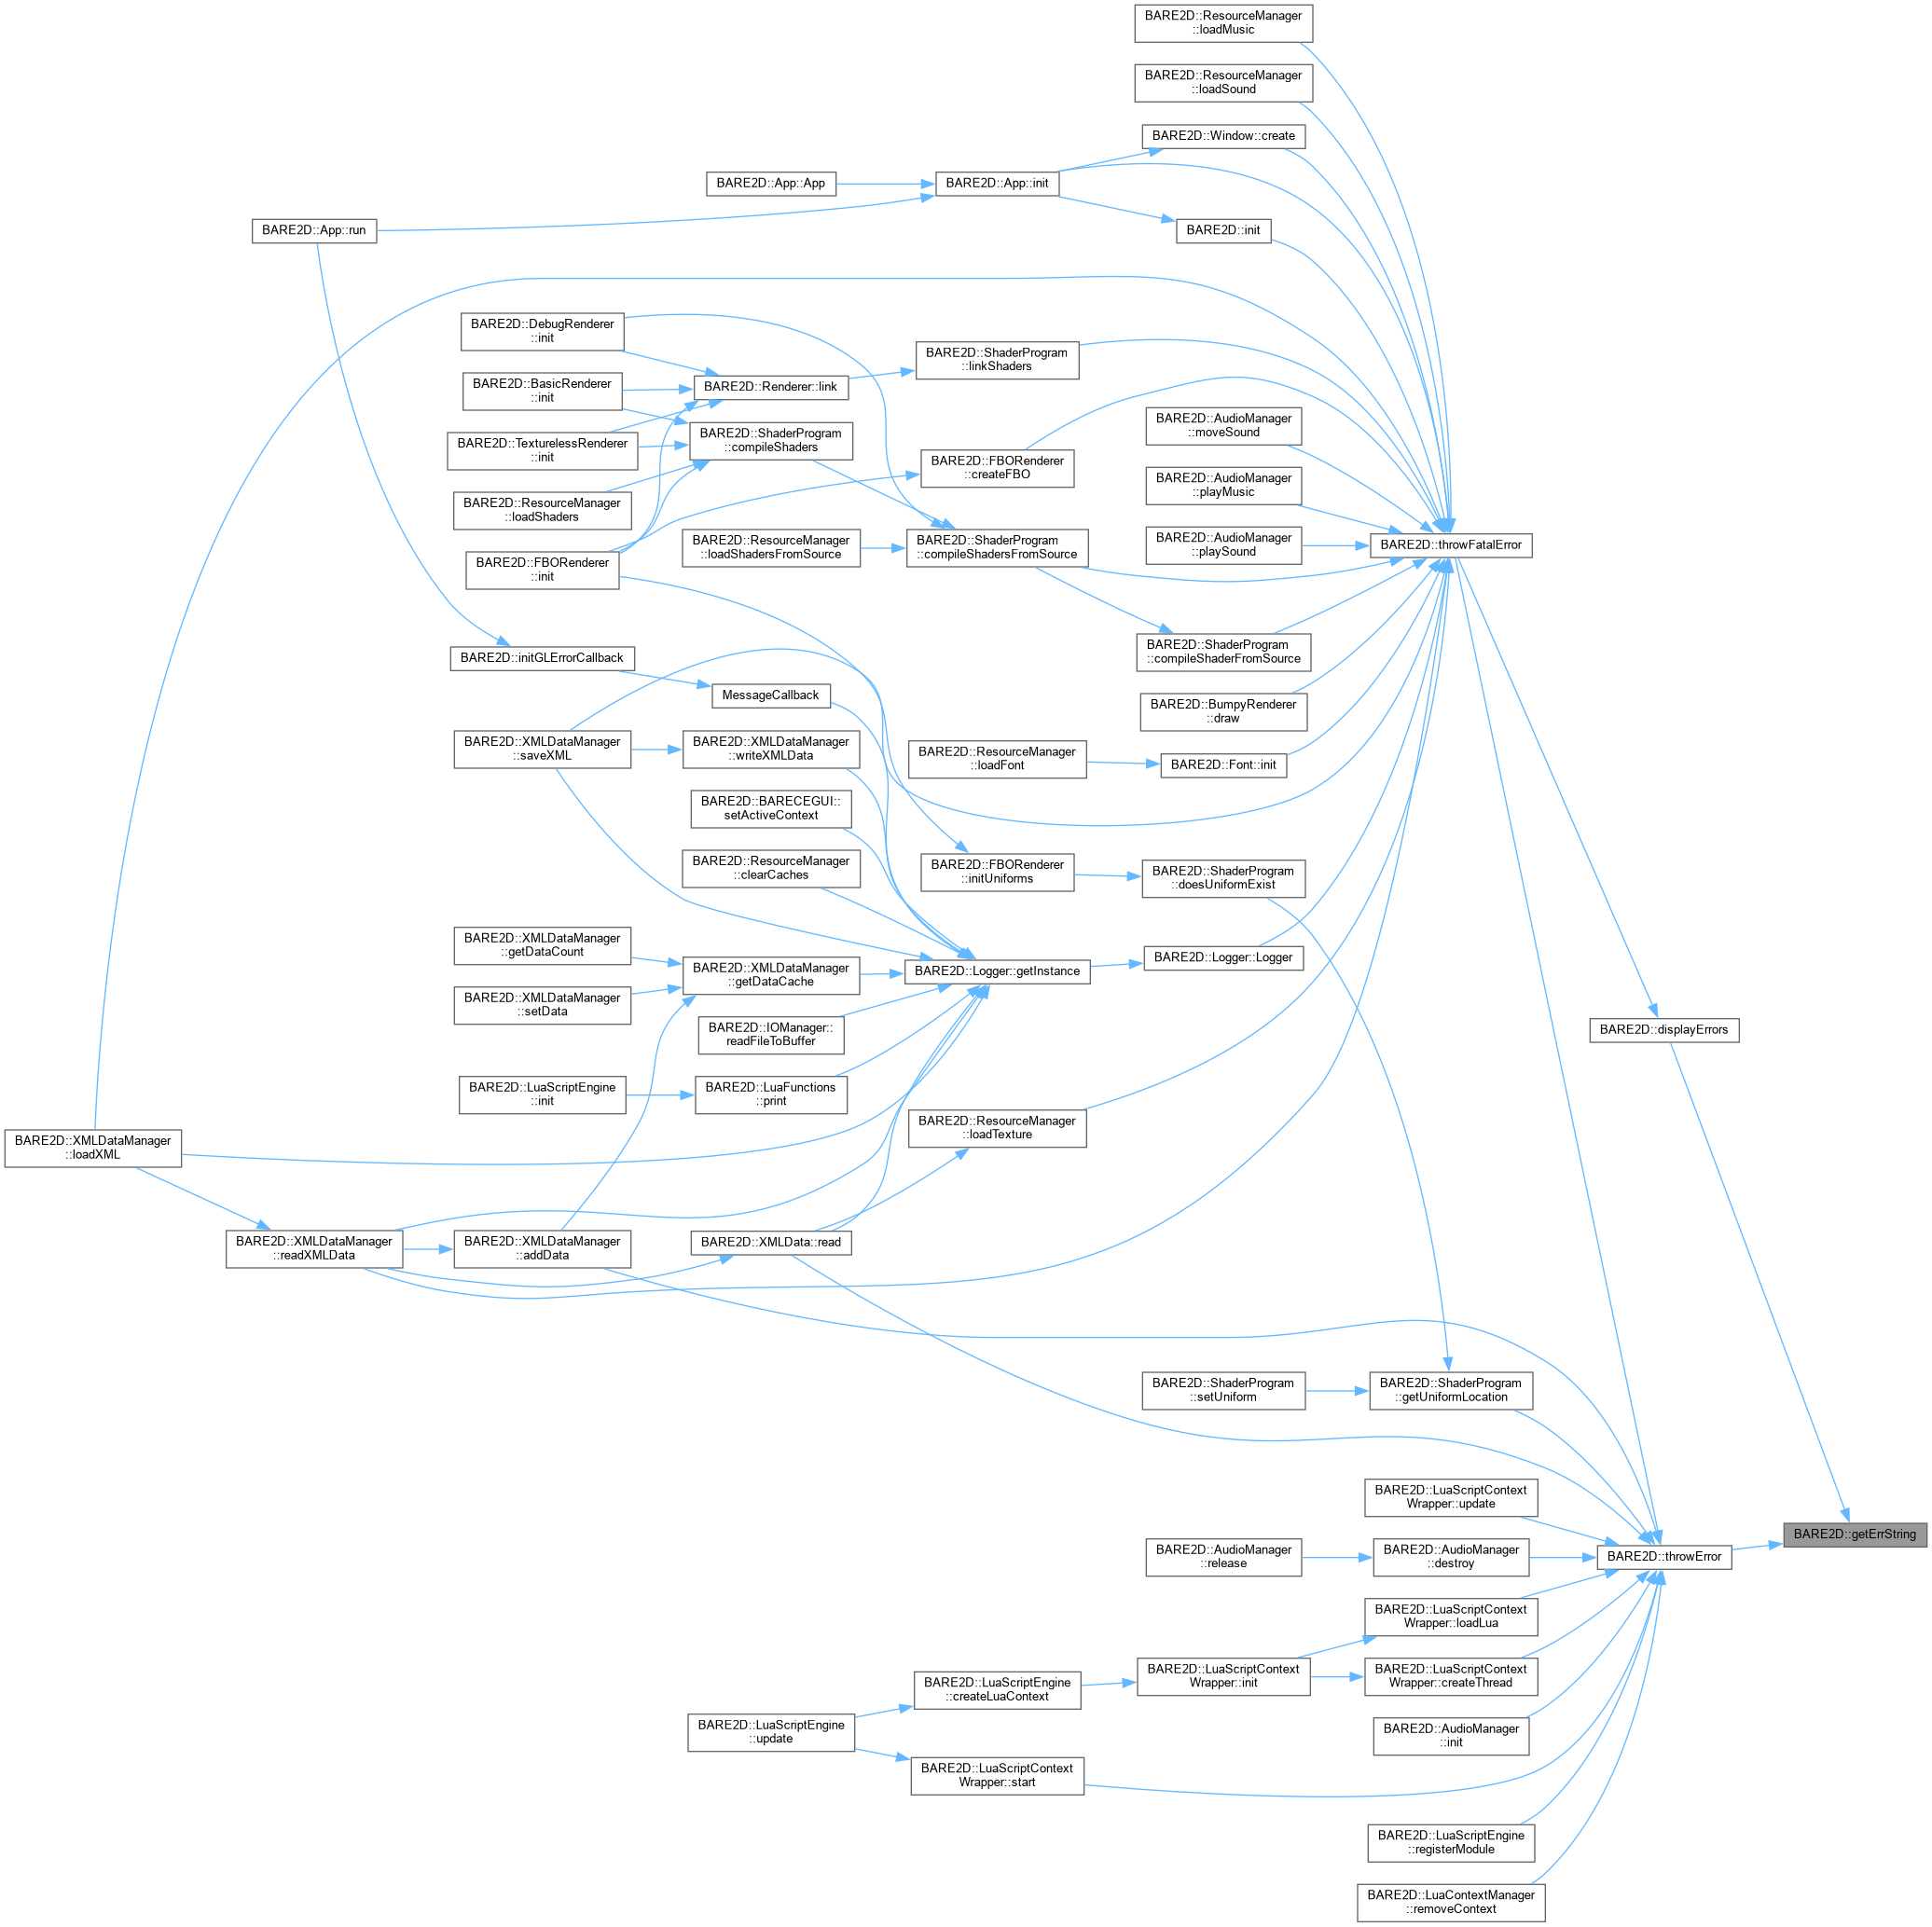 BARE2D::ResourceManager
::loadMusic
BARE2D::ResourceManager
::loadSound
BARE2D::Window::create
BARE2D::App::App
BARE2D::App::init
BARE2D::App::run
BARE2D::init
BARE2D::DebugRenderer
::init
BARE2D::ShaderProgram
::linkShaders
BARE2D::BasicRenderer
::init
BARE2D::Renderer::link
BARE2D::AudioManager
::moveSound
BARE2D::TexturelessRenderer
::init
BARE2D::ShaderProgram
::compileShaders
BARE2D::FBORenderer
::createFBO
BARE2D::AudioManager
::playMusic
BARE2D::ResourceManager
::loadShaders
BARE2D::ResourceManager
::loadShadersFromSource
BARE2D::ShaderProgram
::compileShadersFromSource
BARE2D::AudioManager
::playSound
BARE2D::throwFatalError
BARE2D::FBORenderer
::init
BARE2D::initGLErrorCallback
BARE2D::ShaderProgram
::compileShaderFromSource
MessageCallback
BARE2D::BumpyRenderer
::draw
BARE2D::XMLDataManager
::saveXML
BARE2D::XMLDataManager
::writeXMLData
BARE2D::ResourceManager
::loadFont
BARE2D::Font::init
BARE2D::BARECEGUI::
setActiveContext
BARE2D::ResourceManager
::clearCaches
BARE2D::FBORenderer
::initUniforms
BARE2D::ShaderProgram
::doesUniformExist
BARE2D::XMLDataManager
::getDataCount
BARE2D::XMLDataManager
::getDataCache
BARE2D::Logger::getInstance
BARE2D::Logger::Logger
BARE2D::XMLDataManager
::setData
BARE2D::IOManager::
readFileToBuffer
BARE2D::displayErrors
BARE2D::LuaScriptEngine
::init
BARE2D::LuaFunctions
::print
BARE2D::XMLDataManager
::loadXML
BARE2D::ResourceManager
::loadTexture
BARE2D::XMLDataManager
::readXMLData
BARE2D::XMLDataManager
::addData
BARE2D::XMLData::read
BARE2D::ShaderProgram
::setUniform
BARE2D::ShaderProgram
::getUniformLocation
BARE2D::LuaScriptContext
Wrapper::update
BARE2D::getErrString
BARE2D::AudioManager
::release
BARE2D::AudioManager
::destroy
BARE2D::throwError
BARE2D::LuaScriptContext
Wrapper::loadLua
BARE2D::LuaScriptEngine
::createLuaContext
BARE2D::LuaScriptContext
Wrapper::init
BARE2D::LuaScriptContext
Wrapper::createThread
BARE2D::LuaScriptEngine
::update
BARE2D::AudioManager
::init
BARE2D::LuaScriptContext
Wrapper::start
BARE2D::LuaScriptEngine
::registerModule
BARE2D::LuaContextManager
::removeContext